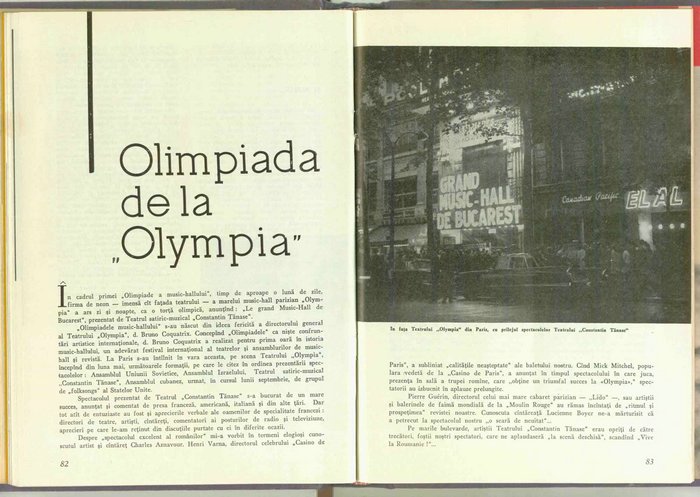 Olimpiada
de la
„Olympia”
În cadrul primei „Olimpiade a music-hallului”, timp de aproape o lună de zile,
firma de neon — imensă cît fațada teatrului — a marelui music-hall parizian „Olym-
pia” a ars zi și noapte, ca o torță olimpică, anunțînd : „Le grand Music-Hall de
Bucarest”, prezentat de Teatrul satiric-muzical „Constantin Tănase”.
„Olimpiadele music-hallului” s-au născut din ideea fericită a directorului general
al Teatrului „Olympia”, d. Bruno Coquatrix. Concepînd „Olimpiadele” ca niște confrun-
tări artistice internaționale, d. Bruno Coquatrix a realizat pentru prima oară în istoria
music-hallului, un adevărat festival internațional al teatrelor și ansamblurilor de music-
hall și revistă. La Paris s-au întîlnit în vara aceasta, pe scena Teatrului „Olympia”,
începînd din luna mai, următoarele formații, pe care le citez în ordinea prezentării spec-
tacolelor : Ansamblul Uniunii Sovietice, Ansamblul Israelului, Teatrul satiric-muzical
„Constantin Tănase”, Ansamblul cubanez, urmat, în cursul lunii septembrie, de grupul
de „folksongs” al Statelor Unite.
Spectacolul prezentat de Teatrul „Constantin Tănase” s-a bucurat de un mare
succes, anunțat și comentat de presa franceză, americană, italiană și din alte țări. Dar
tot atît de entuziaste au fost și aprecierile verbale ale oamenilor de specialitate francezi :
directori de teatre, artiști, cîntăreți, comentatori ai posturilor de radio și televiziune,
aprecieri pe care le-am reținut din discuțiile purtate cu ei în diferite ocazii.
Despre „spectacolul excelent al românilor” mi-a vorbit în termeni elogioși cunos-
cutul artist și cîntăreț Charles Aznavour. Henri Varna, directorul celebrului „Casino de
82
GRAND
MUSIC-HALL
DE BUCAREST
Canadian Pacific
EL AL
În fața Teatrului „Olympia” din Paris, cu prilejul spectacolului Teatrului „Constantin Tănase”
Paris”, a subliniat „calitățile neașteptate” ale baletului nostru. Cînd Mick Mitchel, popu-
lara vedetă de la „Casino de Paris”, a anunțat în timpul spectacolului în care juca,
prezența în sală a trupei romîne, care „obține un triumfal succes la «Olympia»,” spec-
tatorii au izbucnit în aplauze prelungite.
Pierre Guérin, directorul celui mai mare cabaret parizian — „Lido” —, sau artiștii
și balerinele de faimă mondială de la „Moulin Rouge” au rămas încîntați de „ritmul și
prospețimea” revistei noastre. Cunoscuta cîntăreață Lucienne Boyer ne-a mărturisit că
a petrecut la spectacolul nostru „o seară de neuitat”...
Pe marile bulevarde, artiștii Teatrului „Constantin Tănase” erau opriți de către
trecători, foștii noștri spectatori, care ne aplaudaseră „la scenă deschisă”, scandînd „Vive
la Roumanie !”...
83